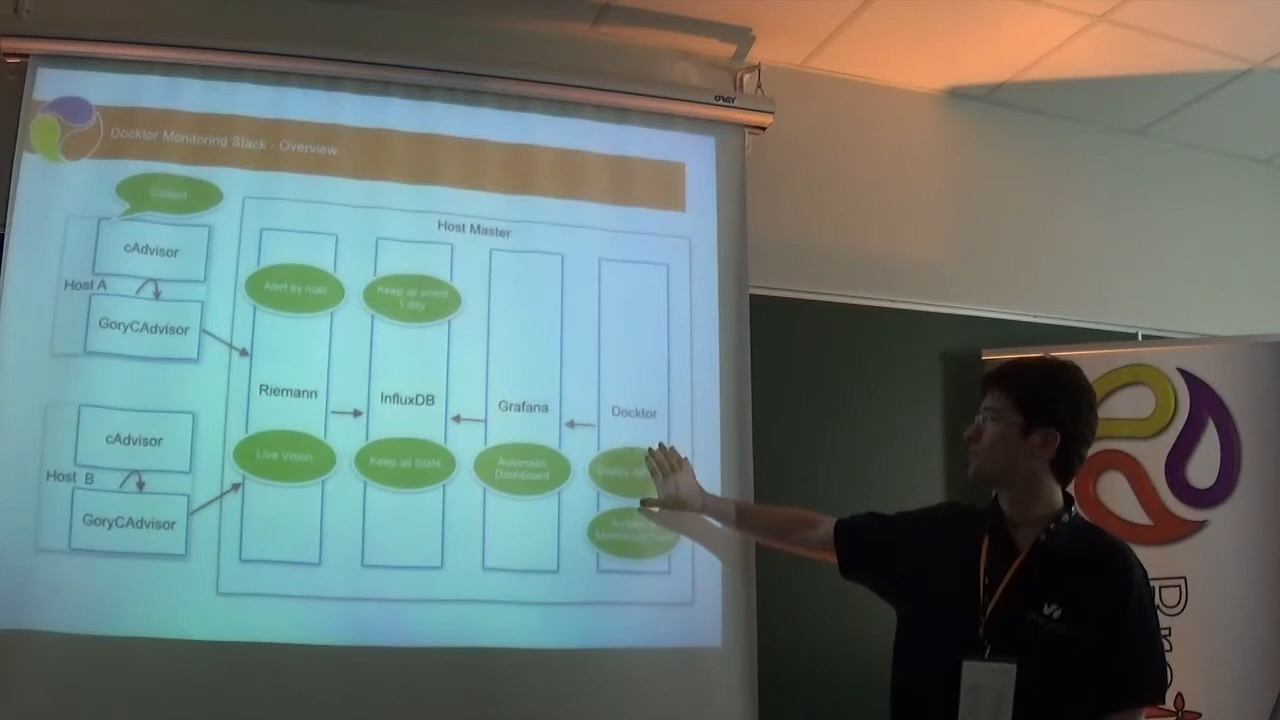 ORAY
Docktor Monitoring Stack - Overview
Collect
cAdvisor
Host A
GoryCAdvisor
cAdvisor
Host B
GoryCAdvisor
Host Master
Alert by mail
Riemann
Live Vision
Keep all event
1 day
InfluxDB
Keep all Stats
Grafana
Automatic
Dashboard
Docktor